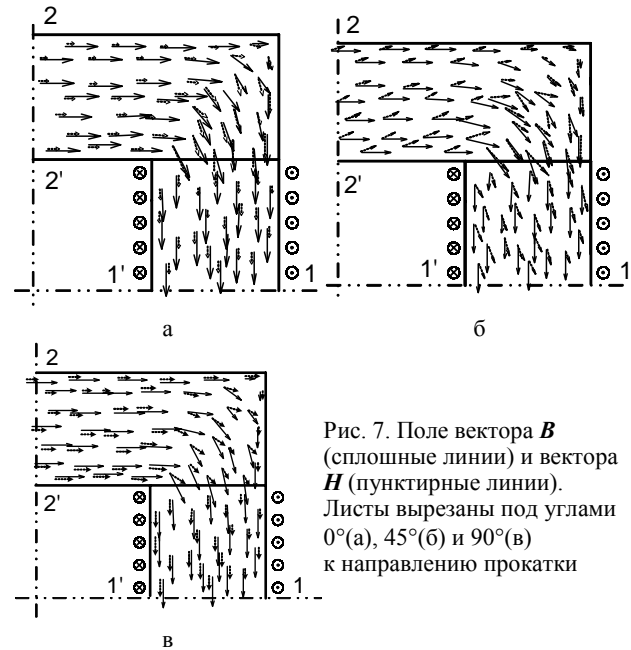 2
2'
1'
1
а
2
2'
1'
1
б
2
2'
1'
1
в
Рис. 7. Поле вектора B
(сплошные линии) и вектора
H (пунктирные линии).
Листы вырезаны под углами
0°(а), 45°(б) и 90°(в)
к направлению прокатки